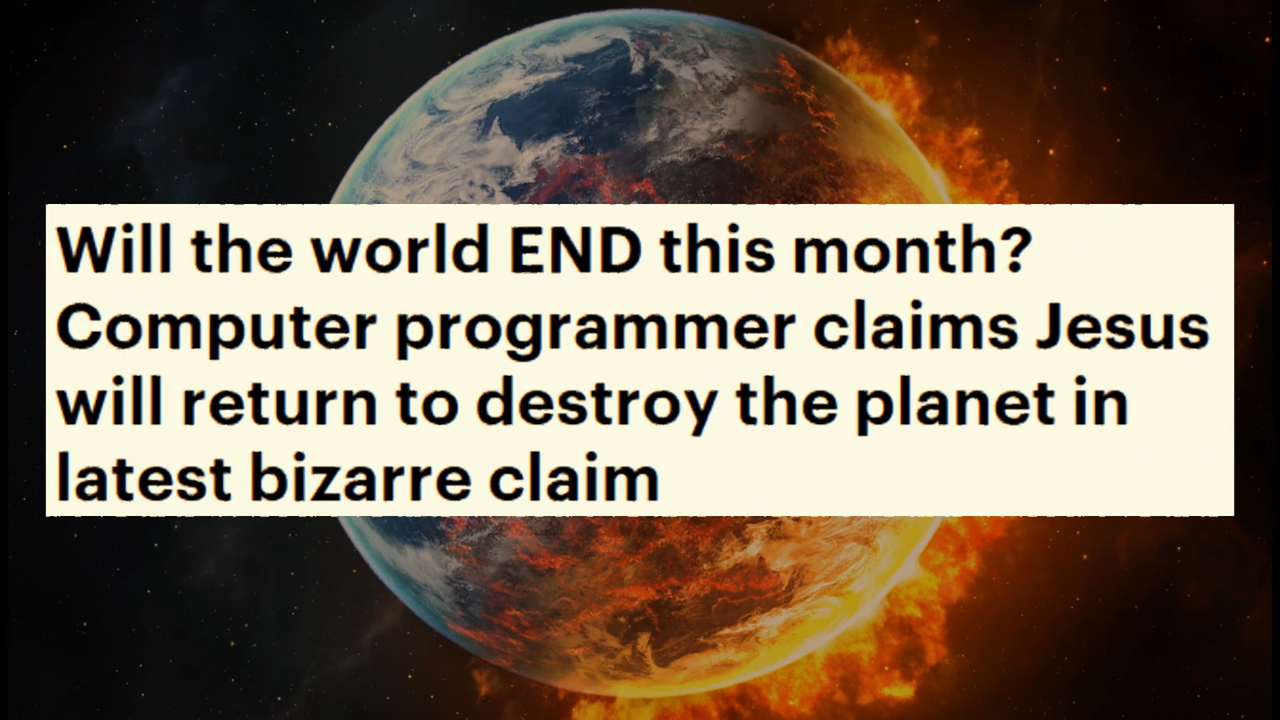 Will the world END this month?
Computer programmer claims Jesus
will return to destroy the planet in
latest bizarre claim